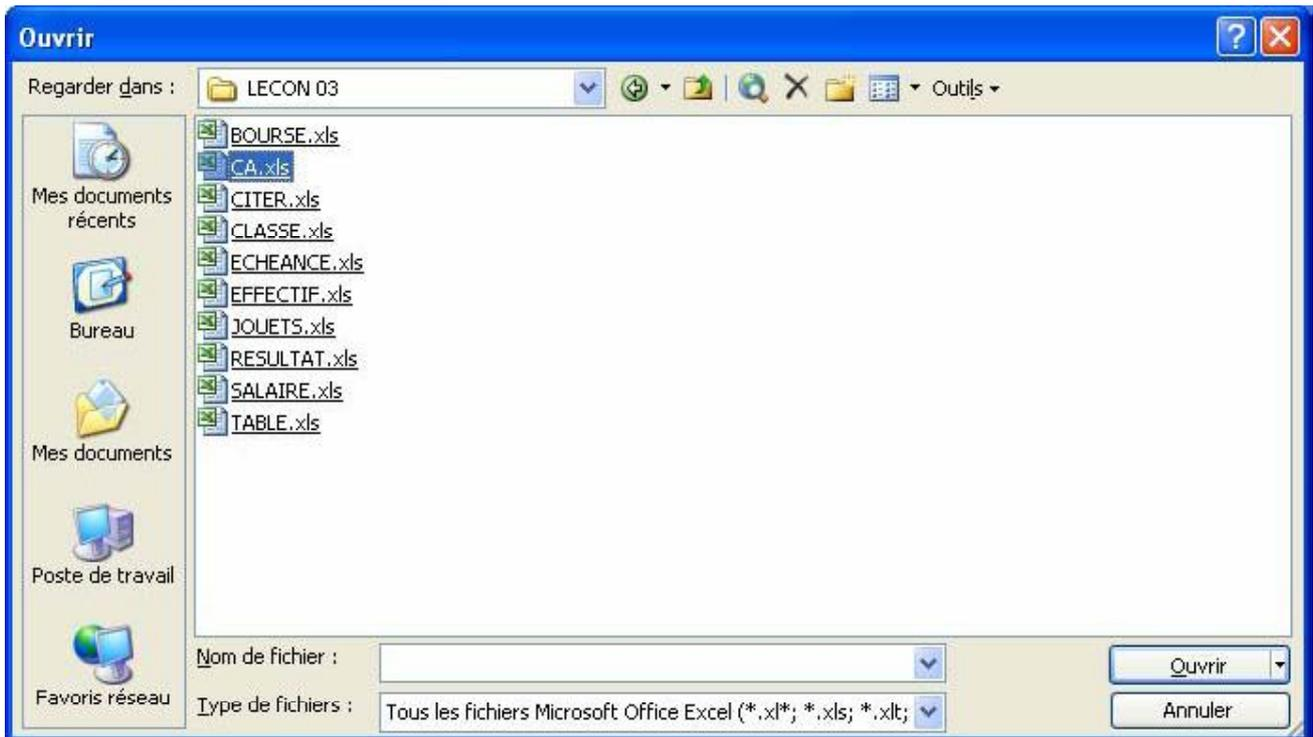 Ouvrir
Regarder dans :
LECON 03
Outils
Mes documents
récents
Bureau
Mes documents
Poste de travail
Favoris réseau
BOURSE.xls
CA.xls
CITER.xls
CLASSE.xls
ECHEANCE.xls
EFFECTIF.xls
JOUETS.xls
RESULTAT.xls
SALAIRE.xls
TABLE.xls
Nom de fichier :
Ouvrir
Type de fichiers :
Tous les fichiers Microsoft Office Excel (*.xl*; *.xls; *.xlt;
Annuler